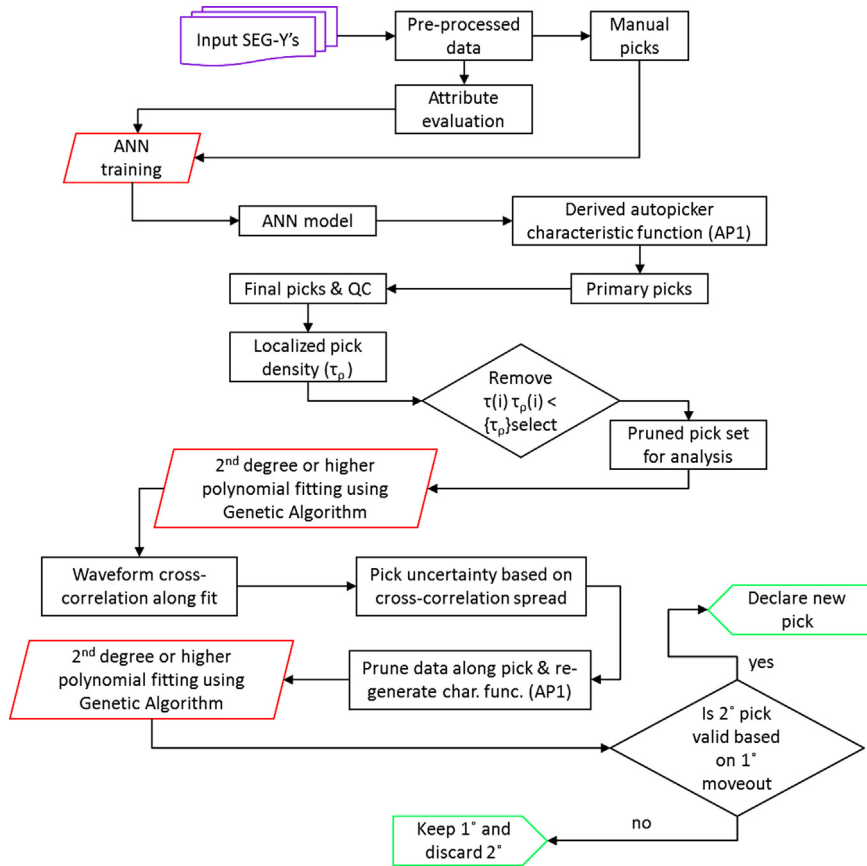 Input SEG-Y's
Pre-processed
data
Manual
picks
Attribute
evaluation
ANN
training
ANN model
Derived autopicker
characteristic function (AP1)
Final picks & QC
Primary picks
Localized pick
density (τρ)
Remove
τ(i) τρ(i) <
{τρ}select
Pruned pick set
for analysis
2nd degree or higher
polynomial fitting using
Genetic Algorithm
Waveform cross-
correlation along fit
Pick uncertainty based on
cross-correlation spread
Declare new
pick
2nd degree or higher
polynomial fitting using
Genetic Algorithm
Prune data along pick & re-
generate char. func. (AP1)
yes
Is 2˚ pick
valid based
on 1˚
moveout
no
Keep 1˚ and
discard 2˚